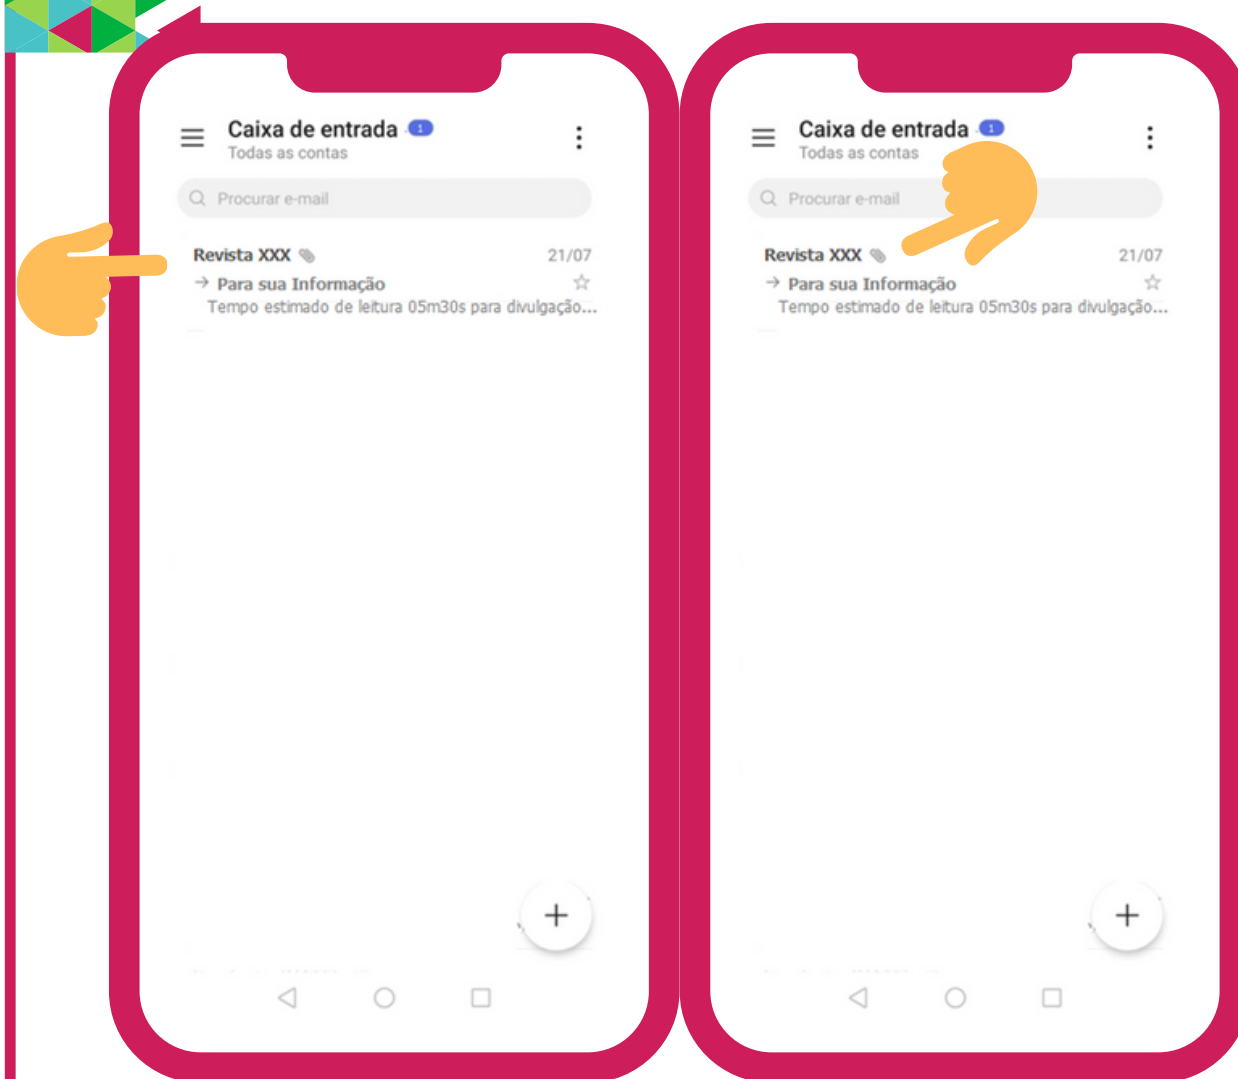 Caixa de entrada 1
Todas as contas
Procurar e-mail
Revista XXX 21/07
→ Para sua Informação
Tempo estimado de leitura 05m30s para divulgação...
Caixa de entrada 1
Todas as contas
Procurar e-mail
Revista XXX 21/07
→ Para sua Informação
Tempo estimado de leitura 05m30s para divulgação...